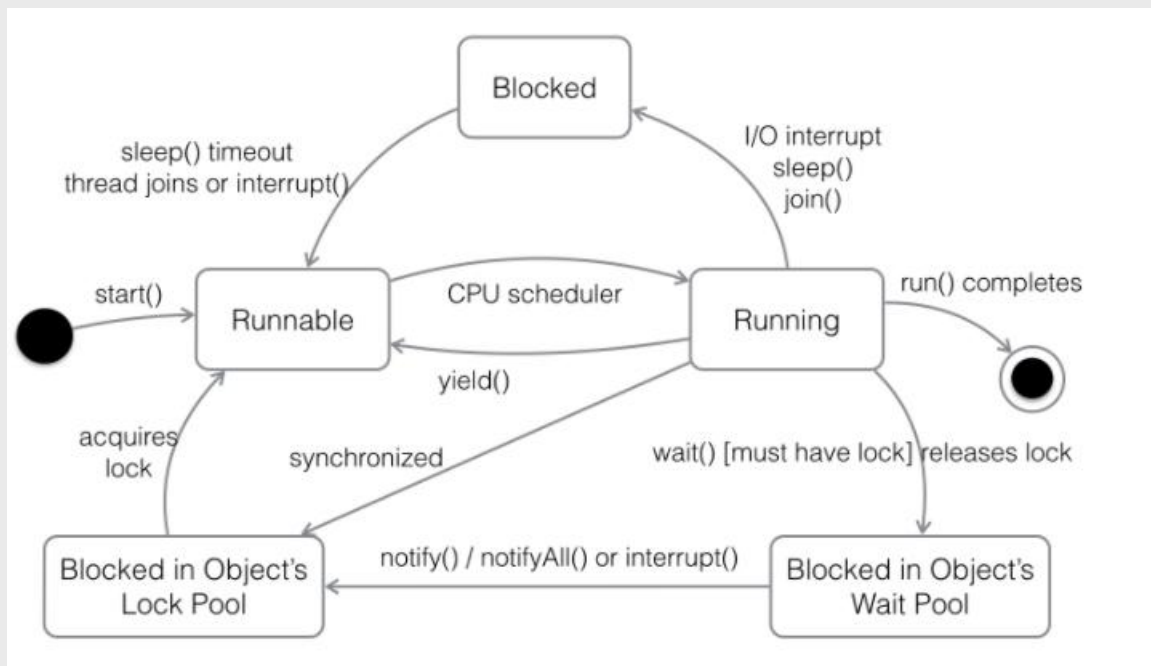 Blocked
I/O interrupt
sleep()
join()
sleep() timeout
thread joins or interrupt()
start()
Runnable
CPU scheduler
Running
run() completes
yield()
acquires
lock
synchronized
wait() [must have lock] releases lock
Blocked in Object's
Lock Pool
notify() / notifyAll() or interrupt()
Blocked in Object's
Wait Pool